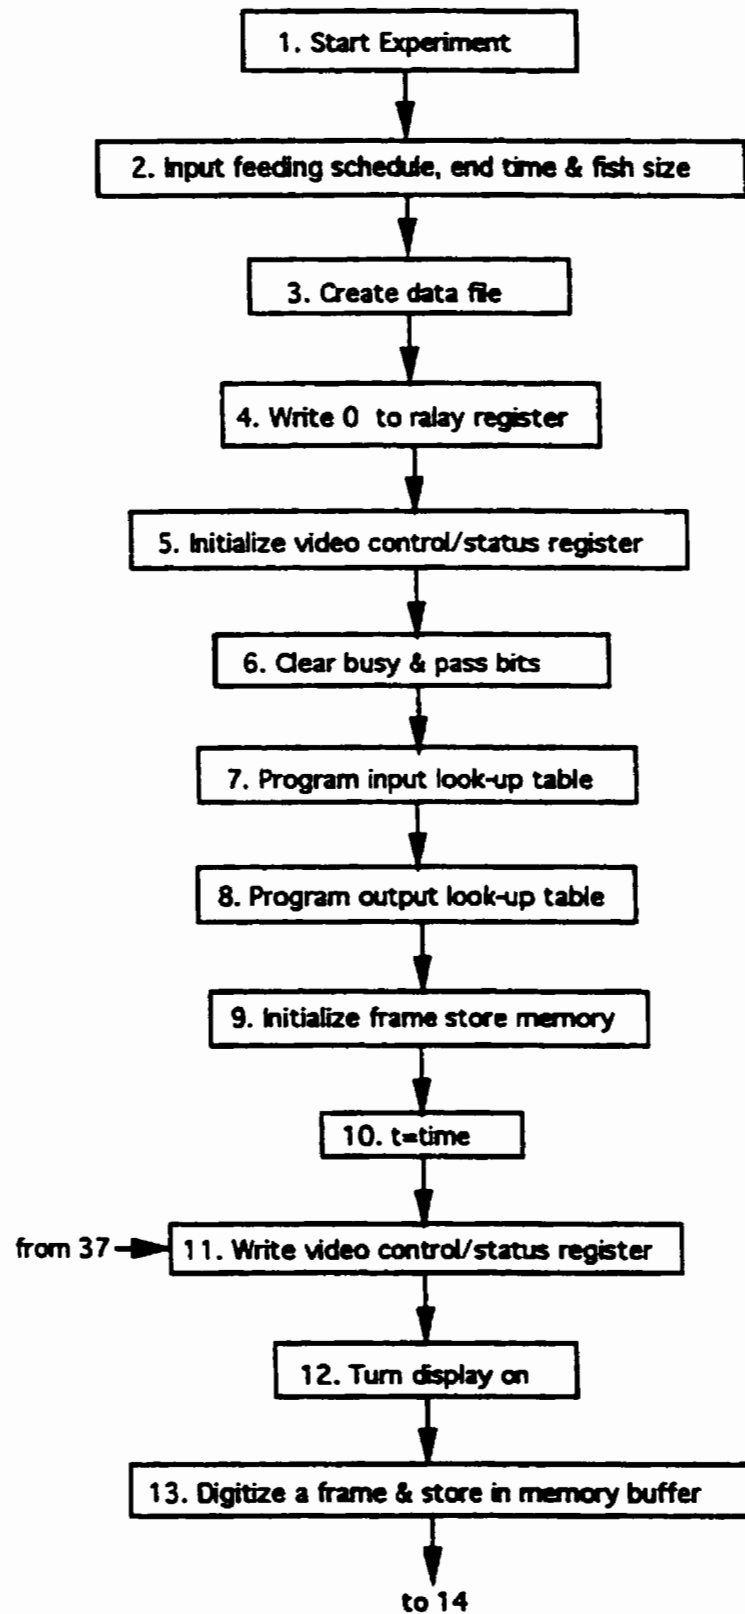 1. Start Experiment
2. Input feeding schedule, end time & fish size
3. Create data file
4. Write 0 to ralay register
5. Initialize video control/status register
6. Clear busy & pass bits
7. Program input look-up table
8. Program output look-up table
9. Initialize frame store memory
10. t=time
from 37
11. Write video control/status register
12. Turn display on
13. Digitize a frame & store in memory buffer
to 14